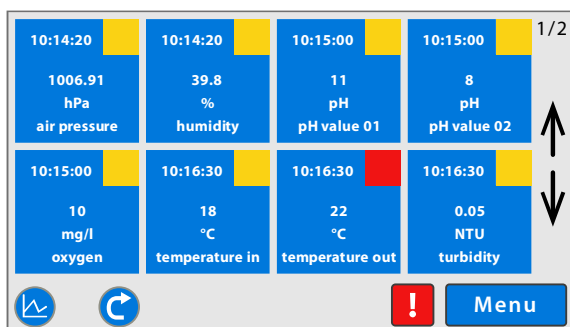 10:14:20
1006.91
hPa
air pressure
10:14:20
39.8
%
humidity
10:15:00
11
pH
pH value 01
10:15:00
8
pH
pH value 02
1/2
10:15:00
10
mg/l
oxygen
10:16:30
18
°C
temperature in
10:16:30
22
°C
temperature out
10:16:30
0.05
NTU
turbidity
!
Menu